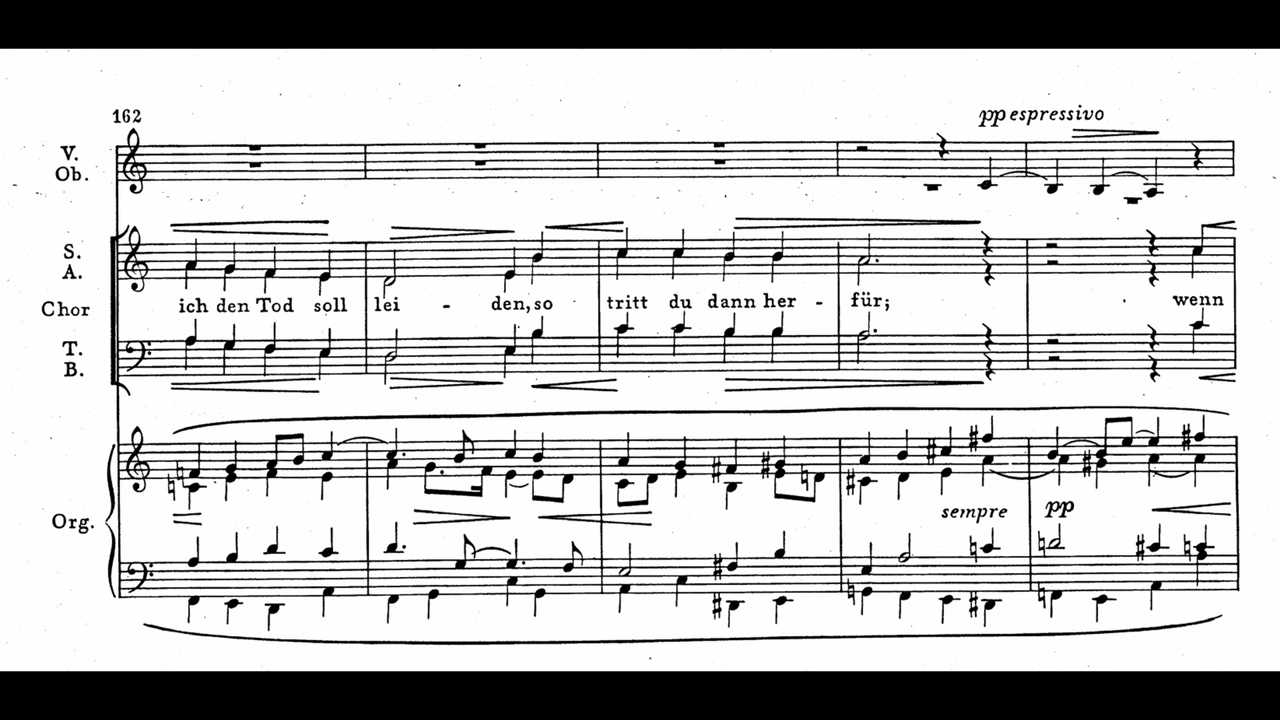 162
pp espressivo
V.
Ob.
S.
A.
Chor
ich den Tod soll lei - den, so tritt du dann her - für; wenn
T.
B.
Org.
sempre pp